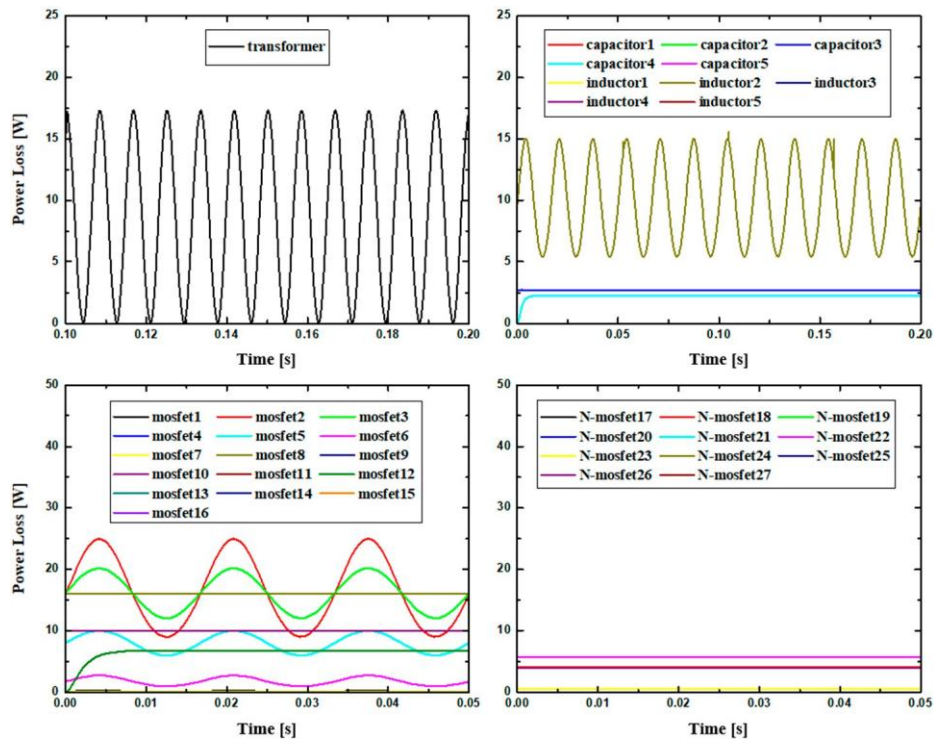 25
20
15
10
5
0
Power Loss [W]
transformer
0.10 0.12 0.14 0.16 0.18 0.20
Time [s]
25
20
15
10
5
0
capacitor1 capacitor2 capacitor3
capacitor4 capacitor5
inductor1 inductor2 inductor3
inductor4 inductor5
0.00 0.05 0.10 0.15 0.20
Time [s]
50
40
30
20
10
0
Power Loss [W]
mosfet1 mosfet2 mosfet3
mosfet4 mosfet5 mosfet6
mosfet7 mosfet8 mosfet9
mosfet10 mosfet11 mosfet12
mosfet13 mosfet14 mosfet15
mosfet16
0.00 0.01 0.02 0.03 0.04 0.05
Time [s]
50
40
30
20
10
0
N-mosfet17 N-mosfet18 N-mosfet19
N-mosfet20 N-mosfet21 N-mosfet22
N-mosfet23 N-mosfet24 N-mosfet25
N-mosfet26 N-mosfet27
0.00 0.01 0.02 0.03 0.04 0.05
Time [s]